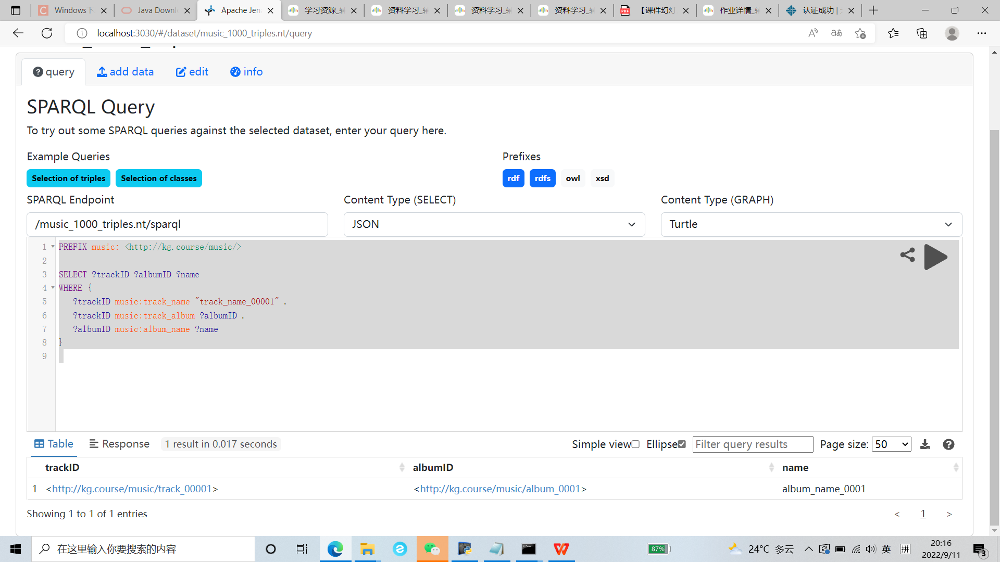 Windows下
Java Downl
Apache Jen
学习资源_辅
资料学习_辅
资料学习_辅
资料学习_辅
【课件幻灯
作业详情_辅
认证成功 |
localhost:3030/#/dataset/music_1000_triples.nt/query
query
add data
edit
info
SPARQL Query
To try out some SPARQL queries against the selected dataset, enter your query here.
Example Queries
Prefixes
Selection of triples
Selection of classes
rdf
rdfs
owl
xsd
SPARQL Endpoint
Content Type (SELECT)
Content Type (GRAPH)
/music_1000_triples.nt/sparql
JSON
Turtle
1 PREFIX music: <http://kg.course/music/>
2
3 SELECT ?trackID ?albumID ?name
4 WHERE {
5 ?trackID music:track_name "track_name_00001" .
6 ?trackID music:track_album ?albumID .
7 ?albumID music:album_name ?name
8 }
9
Table
Response
1 result in 0.017 seconds
Simple view
Ellipse
Filter query results
Page size: 50
trackID albumID name
1 <http://kg.course/music/track_00001> <http://kg.course/music/album_0001> album_name_0001
Showing 1 to 1 of 1 entries
< 1 >
在这里输入你要搜索的内容
87%
24°C 多云
英
拼
20:16
2022/9/11
3